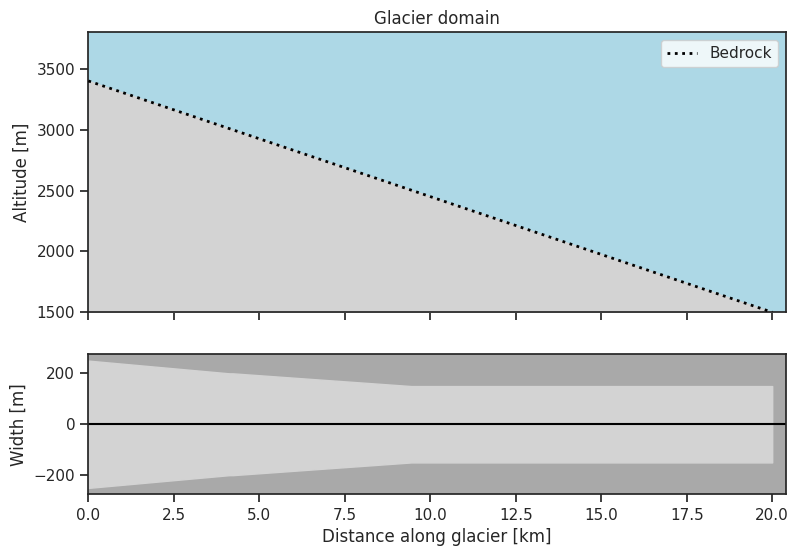 Glacier domain
Bedrock
3500
3000
2500
2000
1500
Altitude [m]
200
0
−200
Width [m]
0.0 2.5 5.0 7.5 10.0 12.5 15.0 17.5 20.0
Distance along glacier [km]